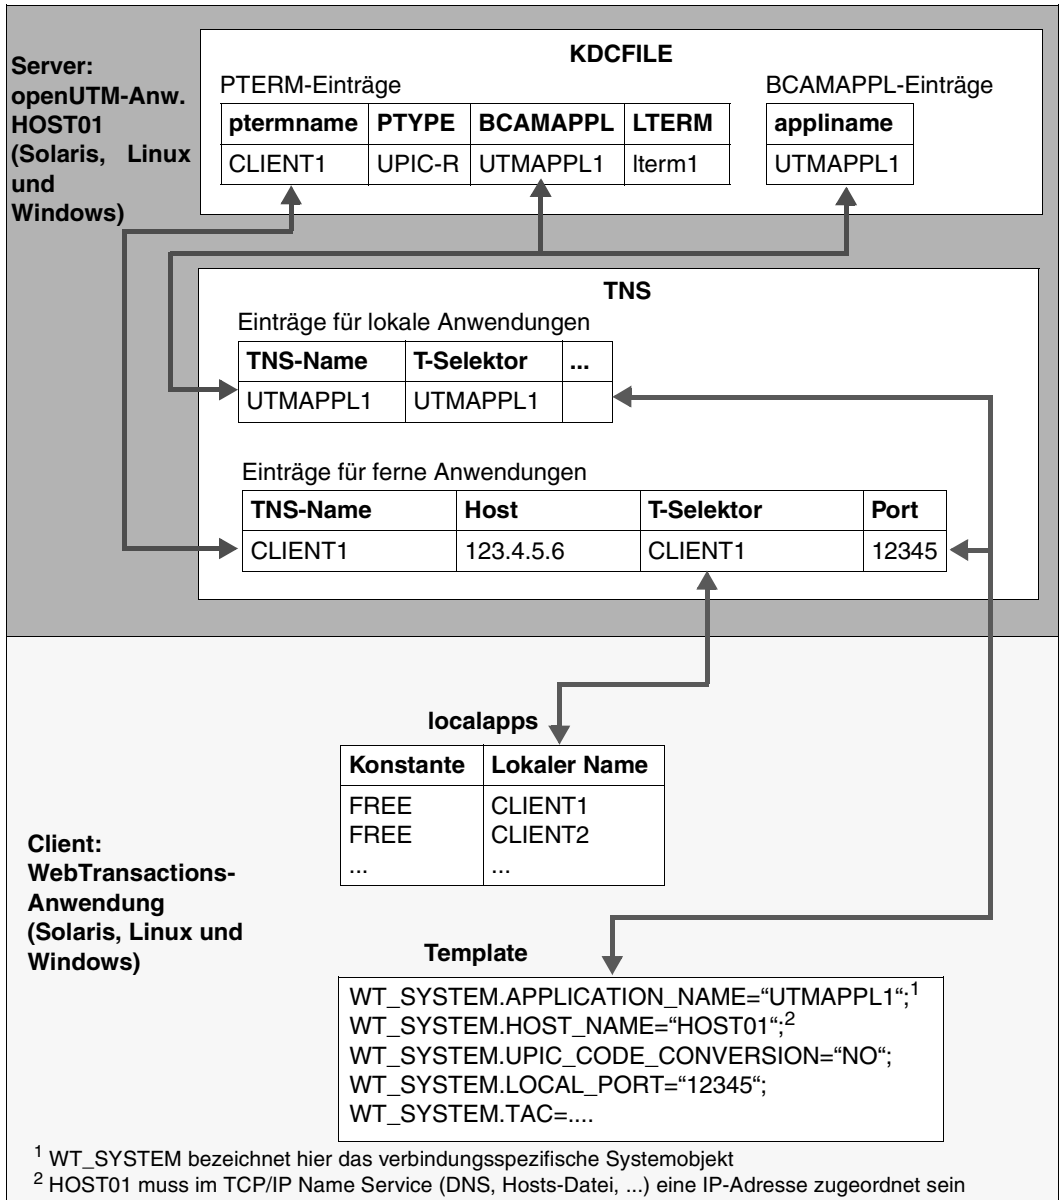 KDCFILE
Server:
openUTM-Anw.
HOST01
(Solaris, Linux
und
Windows)
PTERM-Einträge
ptermname PTYPE BCAMAPPL LTERM
CLIENT1 UPIC-R UTMAPPL1 lterm1
BCAMAPPL-Einträge
appliname
UTMAPPL1
TNS
Einträge für lokale Anwendungen
TNS-Name T-Selektor ...
UTMAPPL1 UTMAPPL1
Einträge für ferne Anwendungen
TNS-Name Host T-Selektor Port
CLIENT1 123.4.5.6 CLIENT1 12345
localapps
Konstante Lokaler Name
FREE CLIENT1
FREE CLIENT2
... ...
Client:
WebTransactions-
Anwendung
(Solaris, Linux und
Windows)
Template
WT_SYSTEM.APPLICATION_NAME=“UTMAPPL1“;1
WT_SYSTEM.HOST_NAME=“HOST01“;2
WT_SYSTEM.UPIC_CODE_CONVERSION=“NO“;
WT_SYSTEM.LOCAL_PORT=“12345“;
WT_SYSTEM.TAC=....
1 WT_SYSTEM bezeichnet hier das verbindungsspezifische Systemobjekt
2 HOST01 muss im TCP/IP Name Service (DNS, Hosts-Datei, ...) eine IP-Adresse zugeordnet sein